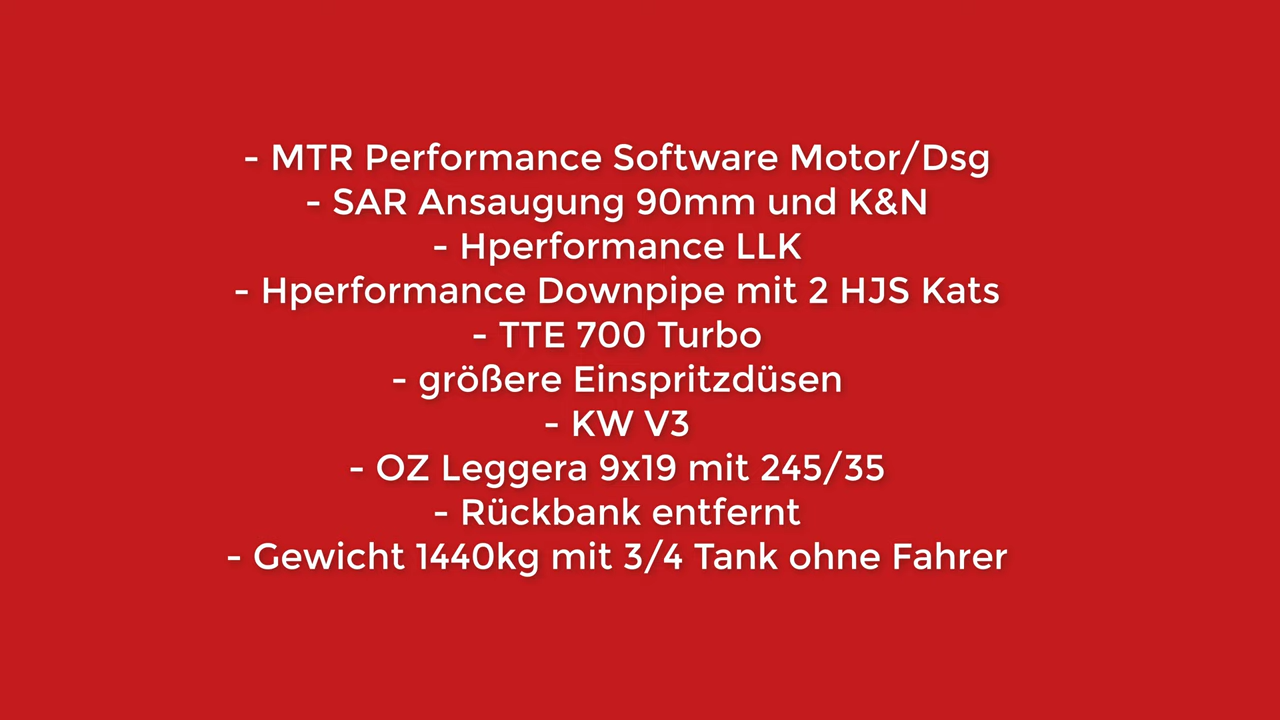 - MTR Performance Software Motor/Dsg
- SAR Ansaugung 90mm und K&N
- Hperformance LLK
- Hperformance Downpipe mit 2 HJS Kats
- TTE 700 Turbo
- größere Einspritzdüsen
- KW V3
- OZ Leggera 9x19 mit 245/35
- Rückbank entfernt
- Gewicht 1440kg mit 3/4 Tank ohne Fahrer